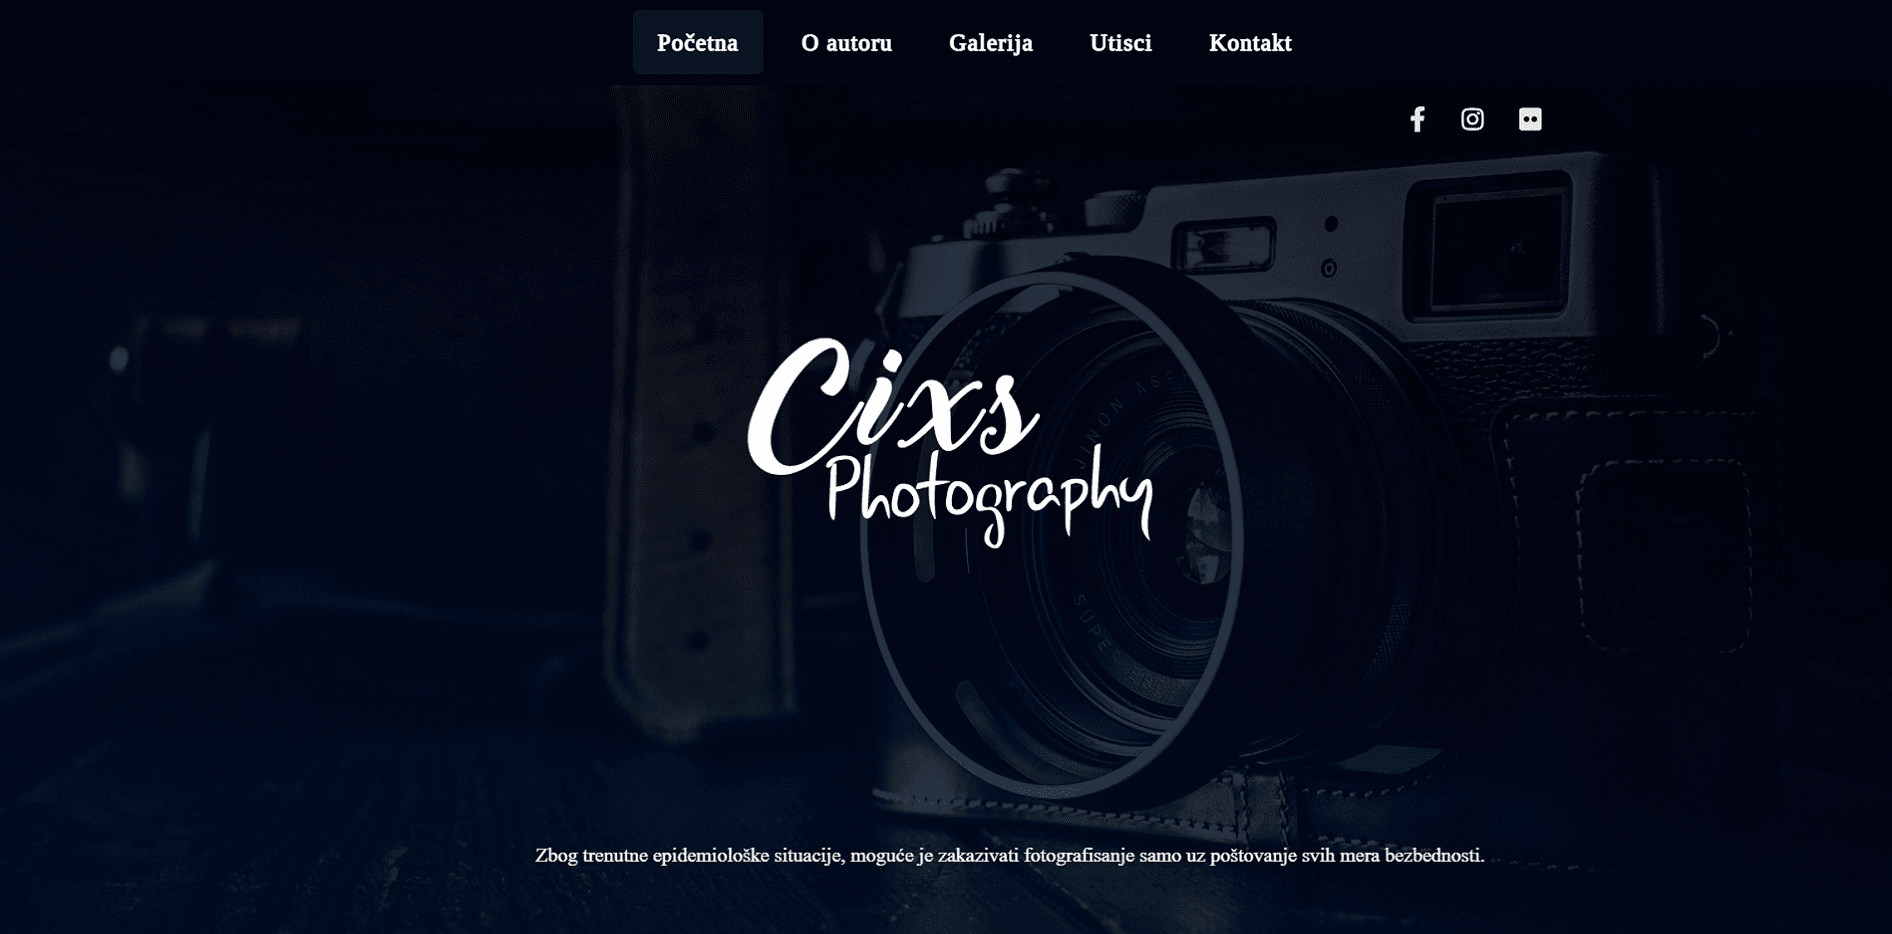 Početna O autoru Galerija Utisci Kontakt
Cixs
Photography
Zbog trenutne epidemiološke situacije, moguće je zakazivati fotografisanje samo uz poštovanje svih mera bezbednosti.